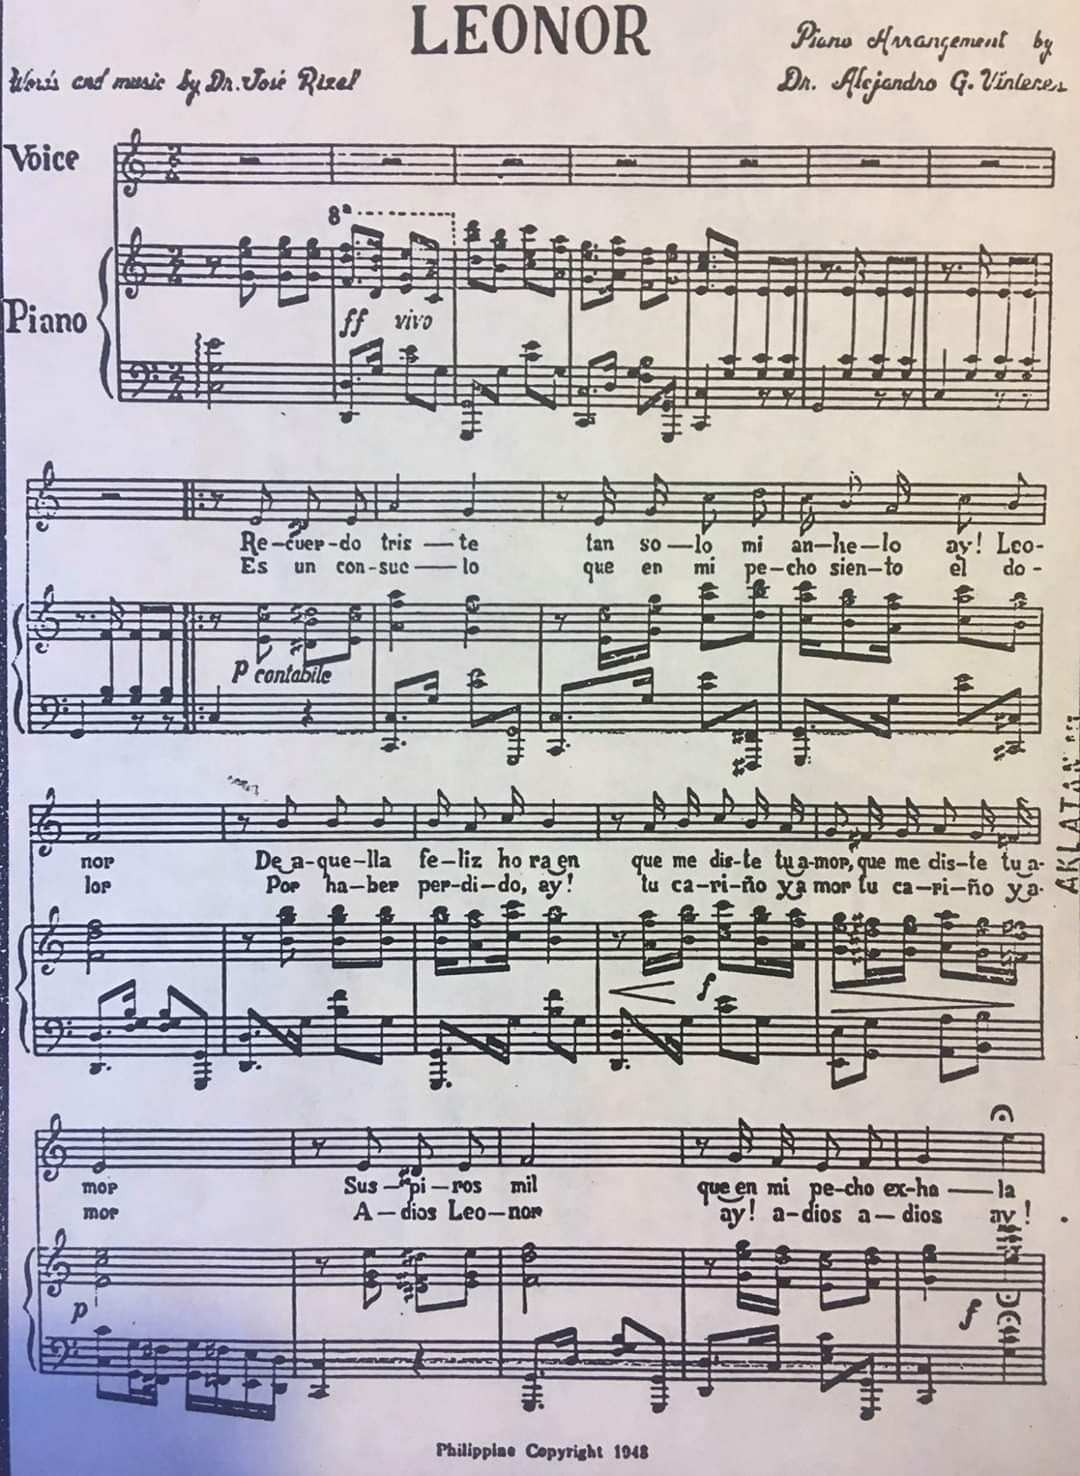 LEONOR
Piano Arrangement by
Words and music by Dr. José Rizal
Dr. Alejandro G. Vinteres
Voice
8ª
Piano
ff vivo
Re-cuer-do tris-te tan so-lo mi an-he-lo ay! Leo-
Es un con-sue-lo que en mi pe-cho sien-to el do-
p contabile
nor De a-que-lla fe-liz ho ra en que me dis-te tu a-mor, que me dis-te tu a-
lor Por ha-ber per-di-do, ay! tu ca-ri-ño y a mor tu ca-ri-ño y a-
f
mor Sus-pi-ros mil que en mi pe-cho ex-ha-la
mor A-dios Leo-nor ay! a-dios a-dios ay!
p f
Philippine Copyright 1948